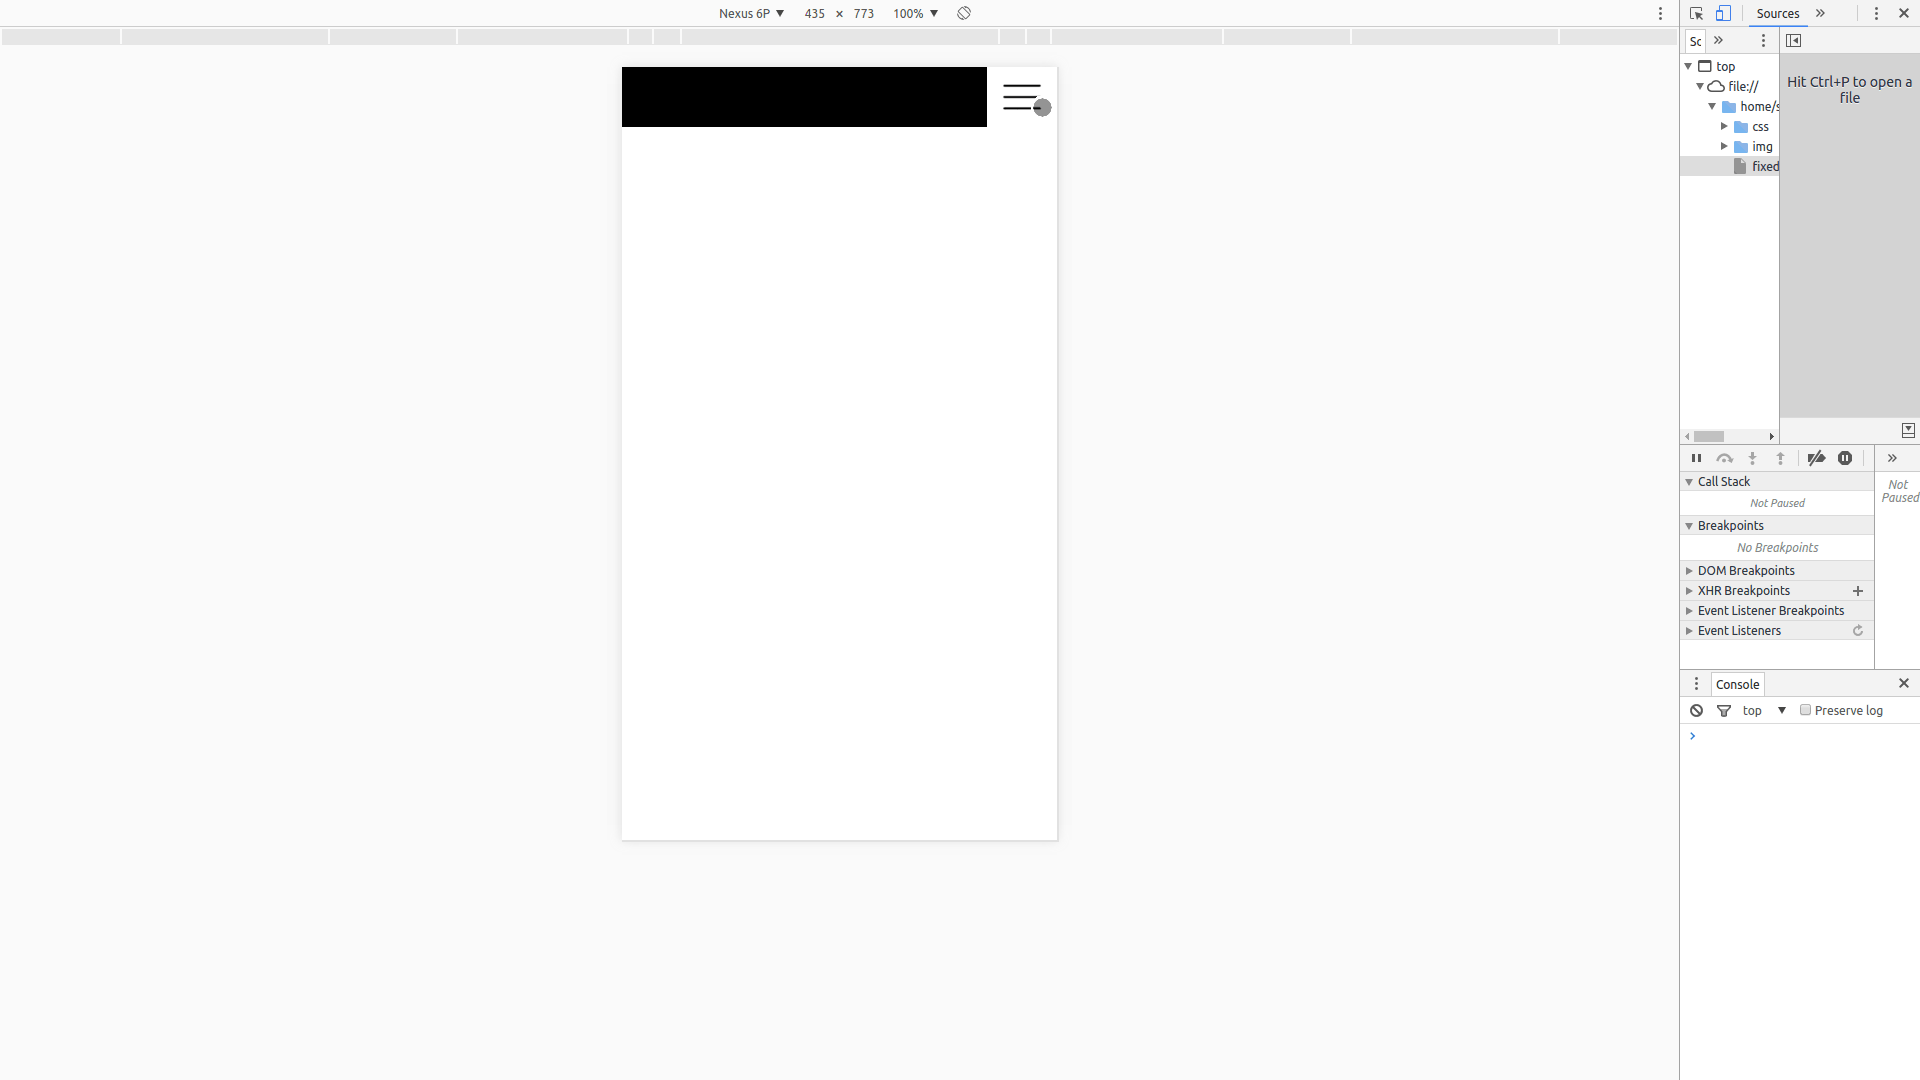 Nexus 6P 435 × 773 100%
Sources
top
file://
home/s
css
img
fixed
Hit Ctrl+P to open a
file
Call Stack
Not Paused
Breakpoints
No Breakpoints
DOM Breakpoints
XHR Breakpoints
Event Listener Breakpoints
Event Listeners
Not
Paused
Console
top Preserve log